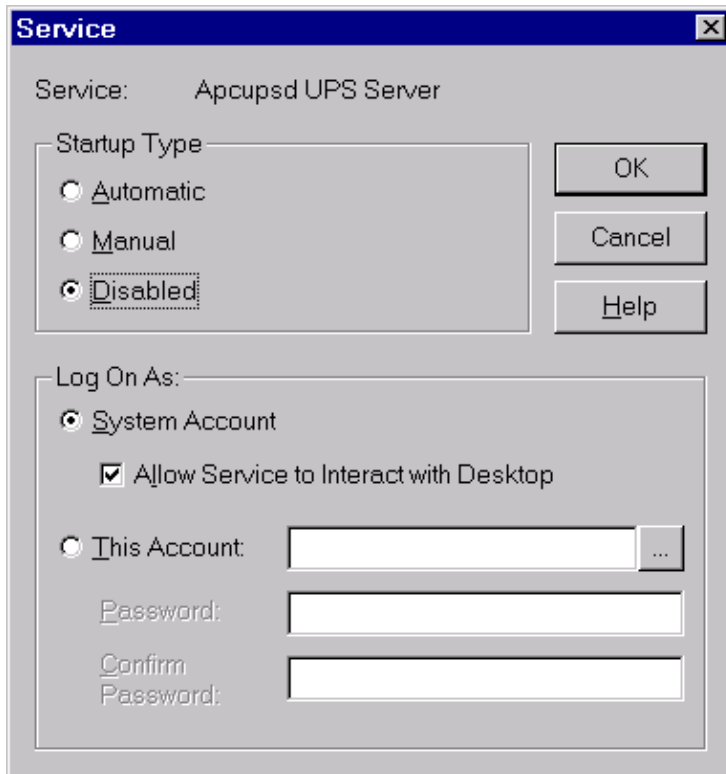 Service
Service: Apcupsd UPS Server
Startup Type
Automatic
Manual
Disabled
OK
Cancel
Help
Log On As:
System Account
Allow Service to Interact with Desktop
This Account:
...
Password:
Confirm
Password: